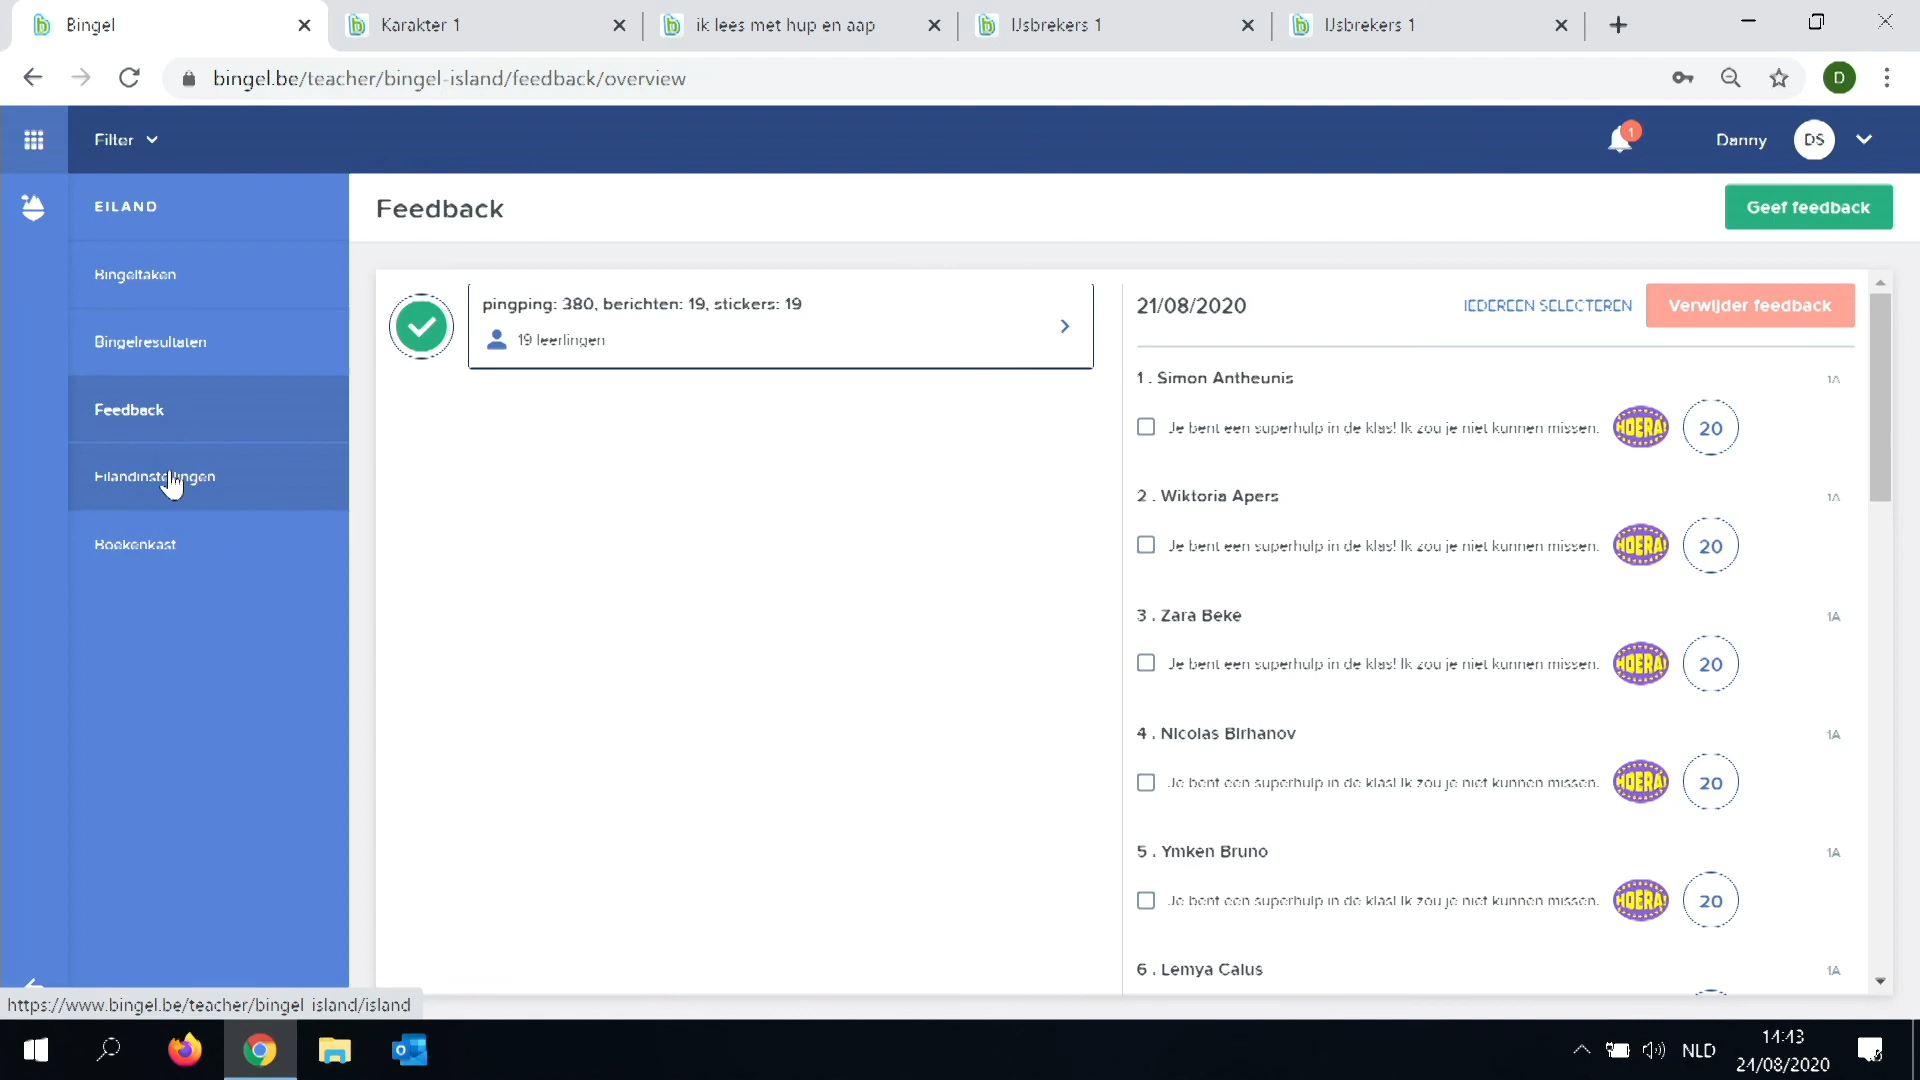 Bingel
Karakter 1
ik lees met hup en aap
IJsbrekers 1
IJsbrekers 1
bingel.be/teacher/bingel-island/feedback/overview
D
Filter
1
Danny
DS
EILAND
Feedback
Geef feedback
Bingeltaken
Bingelresultaten
Feedback
Eilandinstellingen
Boekenkast
pingping: 380, berichten: 19, stickers: 19
19 leerlingen
21/08/2020
IEDEREEN SELECTEREN
Verwijder feedback
1 . Simon Antheunis
1A
Je bent een superhulp in de klas! Ik zou je niet kunnen missen.
HOERA!
20
2 . Wiktoria Apers
1A
Je bent een superhulp in de klas! Ik zou je niet kunnen missen.
HOERA!
20
3 . Zara Beke
1A
Je bent een superhulp in de klas! Ik zou je niet kunnen missen.
HOERA!
20
4 . Nicolas Birhanov
1A
Je bent een superhulp in de klas! Ik zou je niet kunnen missen.
HOERA!
20
5 . Ymken Bruno
1A
Je bent een superhulp in de klas! Ik zou je niet kunnen missen.
HOERA!
20
6 . Lemya Calus
1A
https://www.bingel.be/teacher/bingel-island/island
NLD
14:43
24/08/2020